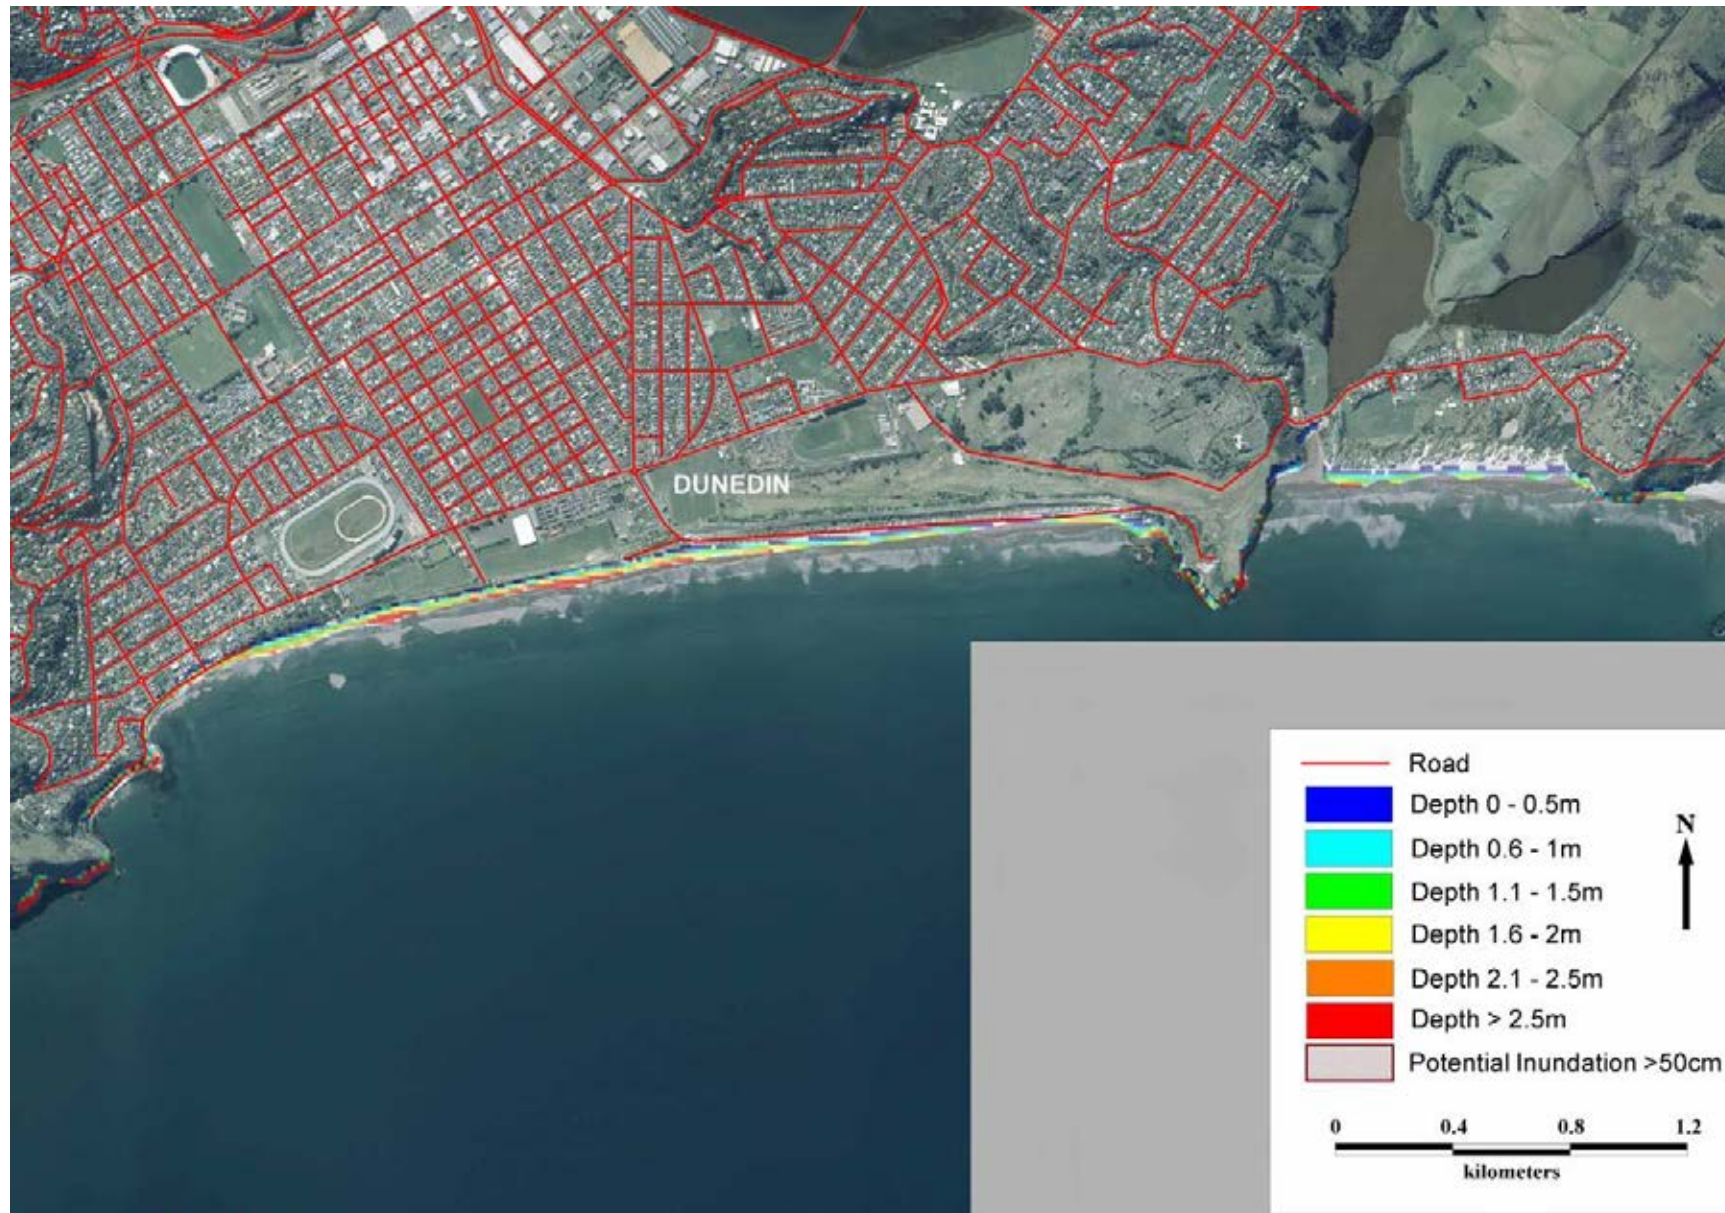 DUNEDIN
Road
Depth 0 - 0.5m
Depth 0.6 - 1m
Depth 1.1 - 1.5m
Depth 1.6 - 2m
Depth 2.1 - 2.5m
Depth > 2.5m
Potential Inundation >50cm
N
0 0.4 0.8 1.2
kilometers